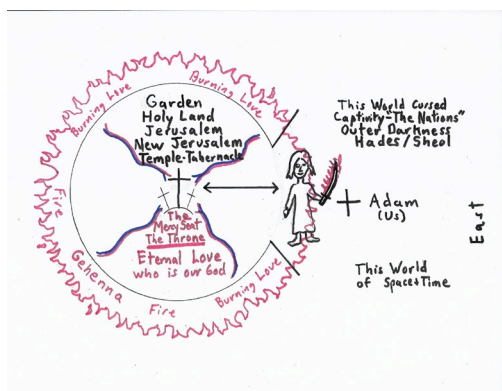 Burning Love
Burning Love
Garden
Holy Land
Jerusalem
New Jerusalem
Temple-Tabernacle
The
Mercy Seat
The Throne
Eternal Love
who is our God
Fire
Gehenna
Fire
Burning Love
This World Cursed
Captivity-The Nations"
Outer Darkness
Hades/Sheol
Adam
(Us)
East
This World
of Space+Time